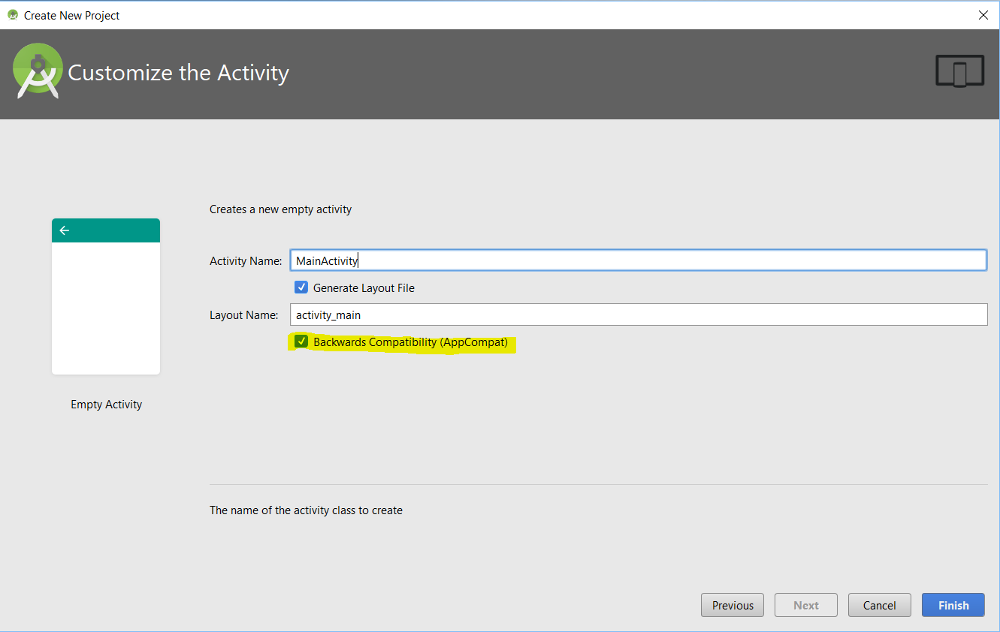 Create New Project
Customize the Activity
Creates a new empty activity
Activity Name: MainActivity
Generate Layout File
Layout Name: activity_main
Backwards Compatibility (AppCompat)
Empty Activity
The name of the activity class to create
Previous Next Cancel Finish